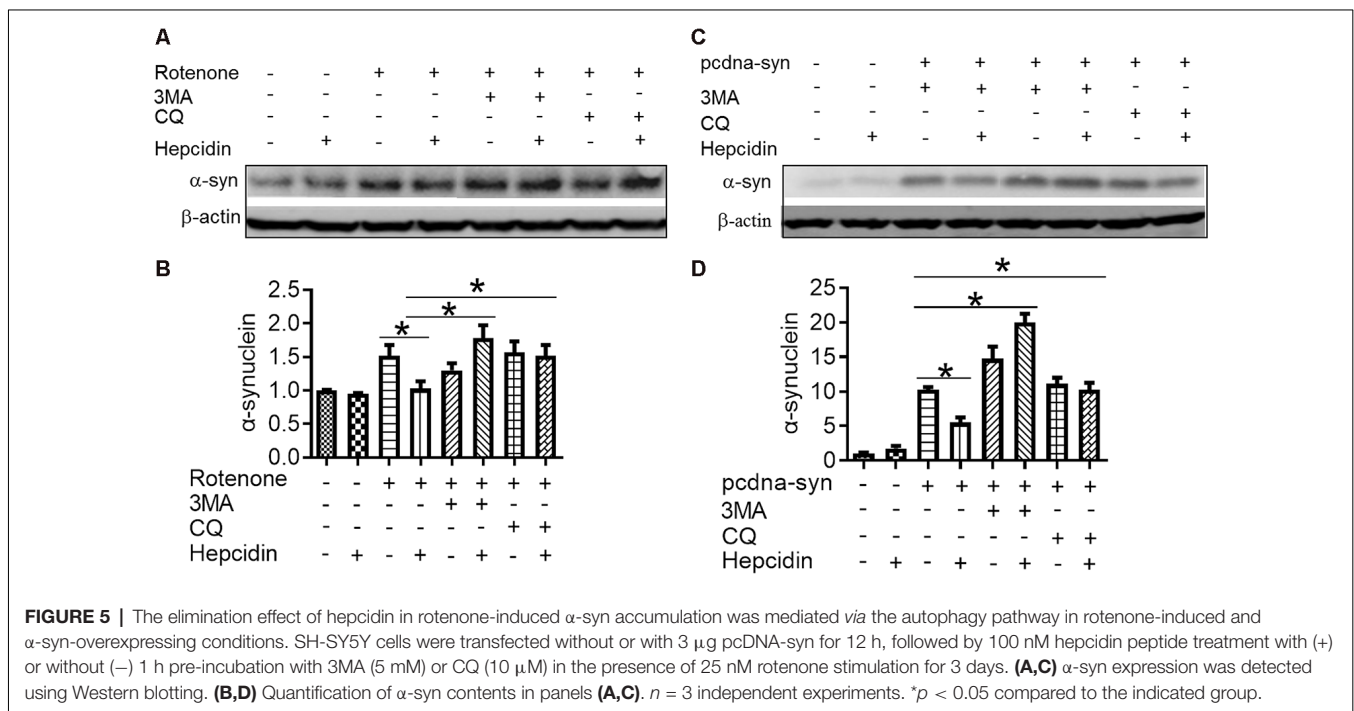 A
Rotenone - - + + + + + +
3MA - - - - + + - -
CQ - - - - - - + +
Hepcidin - + - + - + - +
α-syn
β-actin
C
pcdna-syn - - + + + + + +
3MA - - + + + + - -
CQ - - - - - - - +
Hepcidin - + - + - + + +
α-syn
β-actin
B
α-synuclein
2.5
2.0
1.5
1.0
0.5
0.0
* * *
Rotenone - - + + + + + +
3MA - - - - + + - -
CQ - - - - - - + +
Hepcidin - + - + - + - +
D
α-synuclein
25
20
15
10
5
0
* * *
pcdna-syn - - + + + + + +
3MA - - - - + + - -
CQ - - - - - - + +
Hepcidin - + - + - + - +
FIGURE 5 | The elimination effect of hepcidin in rotenone-induced α-syn accumulation was mediated via the autophagy pathway in rotenone-induced and
α-syn-overexpressing conditions. SH-SY5Y cells were transfected without or with 3 μg pcDNA-syn for 12 h, followed by 100 nM hepcidin peptide treatment with (+)
or without (−) 1 h pre-incubation with 3MA (5 mM) or CQ (10 μM) in the presence of 25 nM rotenone stimulation for 3 days. (A,C) α-syn expression was detected
using Western blotting. (B,D) Quantification of α-syn contents in panels (A,C). n = 3 independent experiments. *p < 0.05 compared to the indicated group.